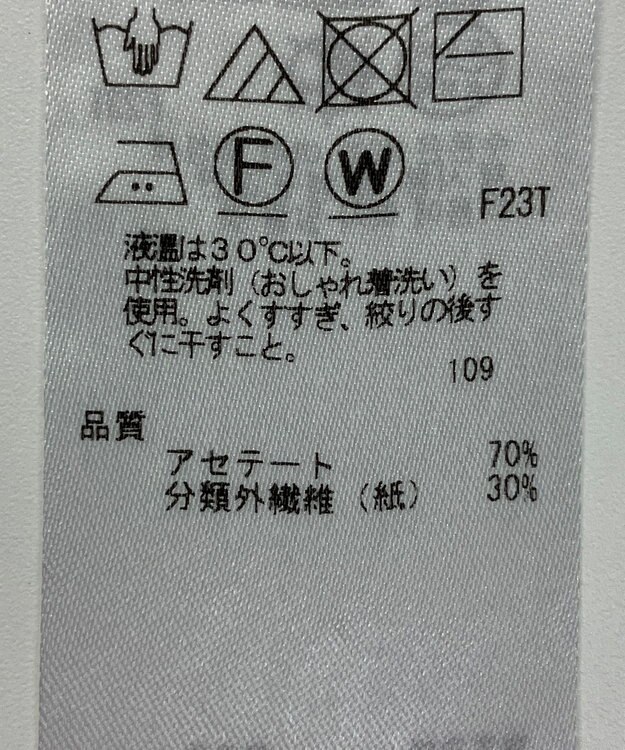 F W F23T
液温は30℃以下。
中性洗剤（おしゃれ着洗い）を
使用。よくすすぎ、絞りの後す
ぐに干すこと。
109
品質
アセテート 70%
分類外繊維（紙） 30%